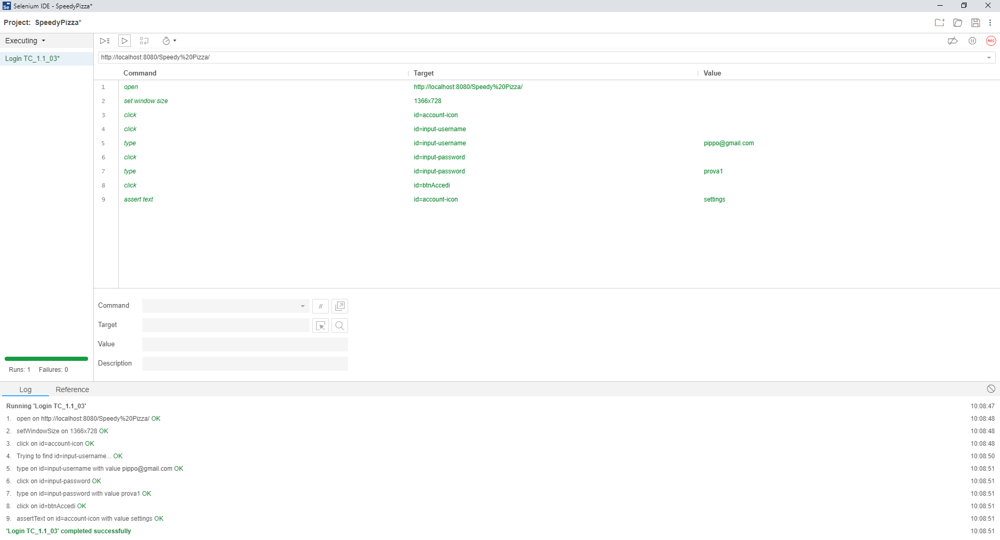 Se Selenium IDE - SpeedyPizza*
Project: SpeedyPizza*
Executing
Login TC_1.1_03*
REC
http://localhost:8080/Speedy%20Pizza/
Command Target Value
1 open http://localhost:8080/Speedy%20Pizza/
2 set window size 1366x728
3 click id=account-icon
4 click id=input-username
5 type id=input-username pippo@gmail.com
6 click id=input-password
7 type id=input-password prova1
8 click id=btnAccedi
9 assert text id=account-icon settings
Command //
Target
Value
Description
Runs: 1 Failures: 0
Log Reference
Running 'Login TC_1.1_03' 10:08:47
1. open on http://localhost:8080/Speedy%20Pizza/ OK 10:08:48
2. setWindowSize on 1366x728 OK 10:08:48
3. click on id=account-icon OK 10:08:48
4. Trying to find id=input-username... OK 10:08:50
5. type on id=input-username with value pippo@gmail.com OK 10:08:51
6. click on id=input-password OK 10:08:51
7. type on id=input-password with value prova1 OK 10:08:51
8. click on id=btnAccedi OK 10:08:51
9. assertText on id=account-icon with value settings OK 10:08:51
'Login TC_1.1_03' completed successfully 10:08:51